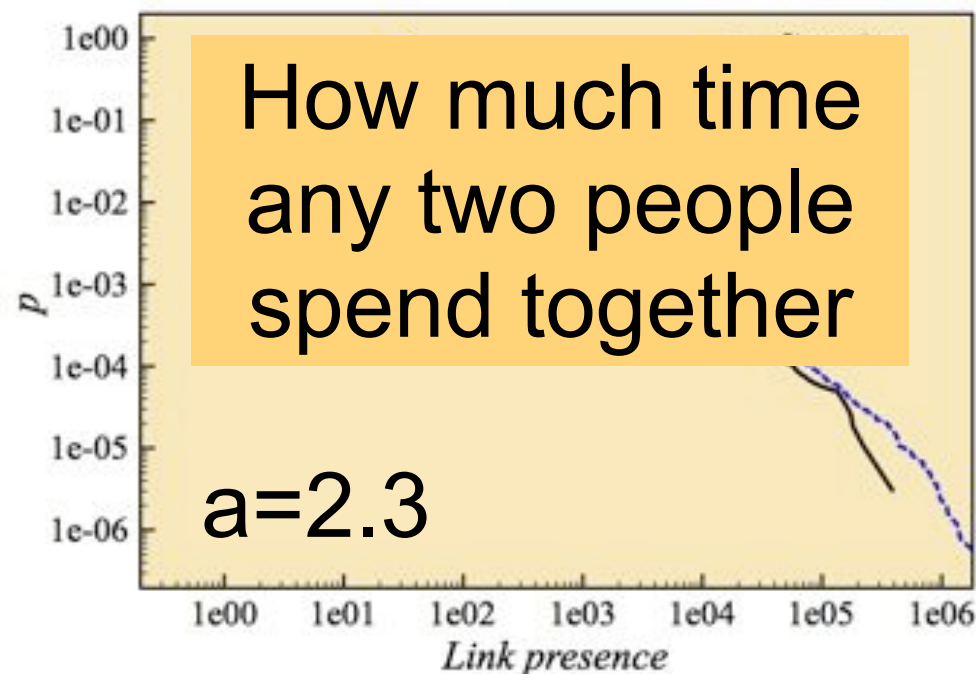 1e00
1e-01
1e-02
1e-03
1e-04
1e-05
1e-06
p
How much time
any two people
spend together
a=2.3
1e00 1e01 1e02 1e03 1e04 1e05 1e06
Link presence